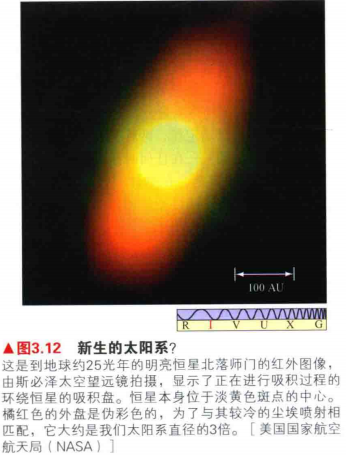 100 AU
R I V U X G
▲图3.12 新生的太阳系?
这是到地球约25光年的明亮恒星北落师门的红外图像，
由斯必泽太空望远镜拍摄，显示了正在进行吸积过程的
环绕恒星的吸积盘。恒星本身位于淡黄色斑点的中心。
橘红色的外盘是伪彩色的，为了与其较冷的尘埃喷射相
匹配，它大约是我们太阳系直径的3倍。[美国国家航空
航天局（NASA）]